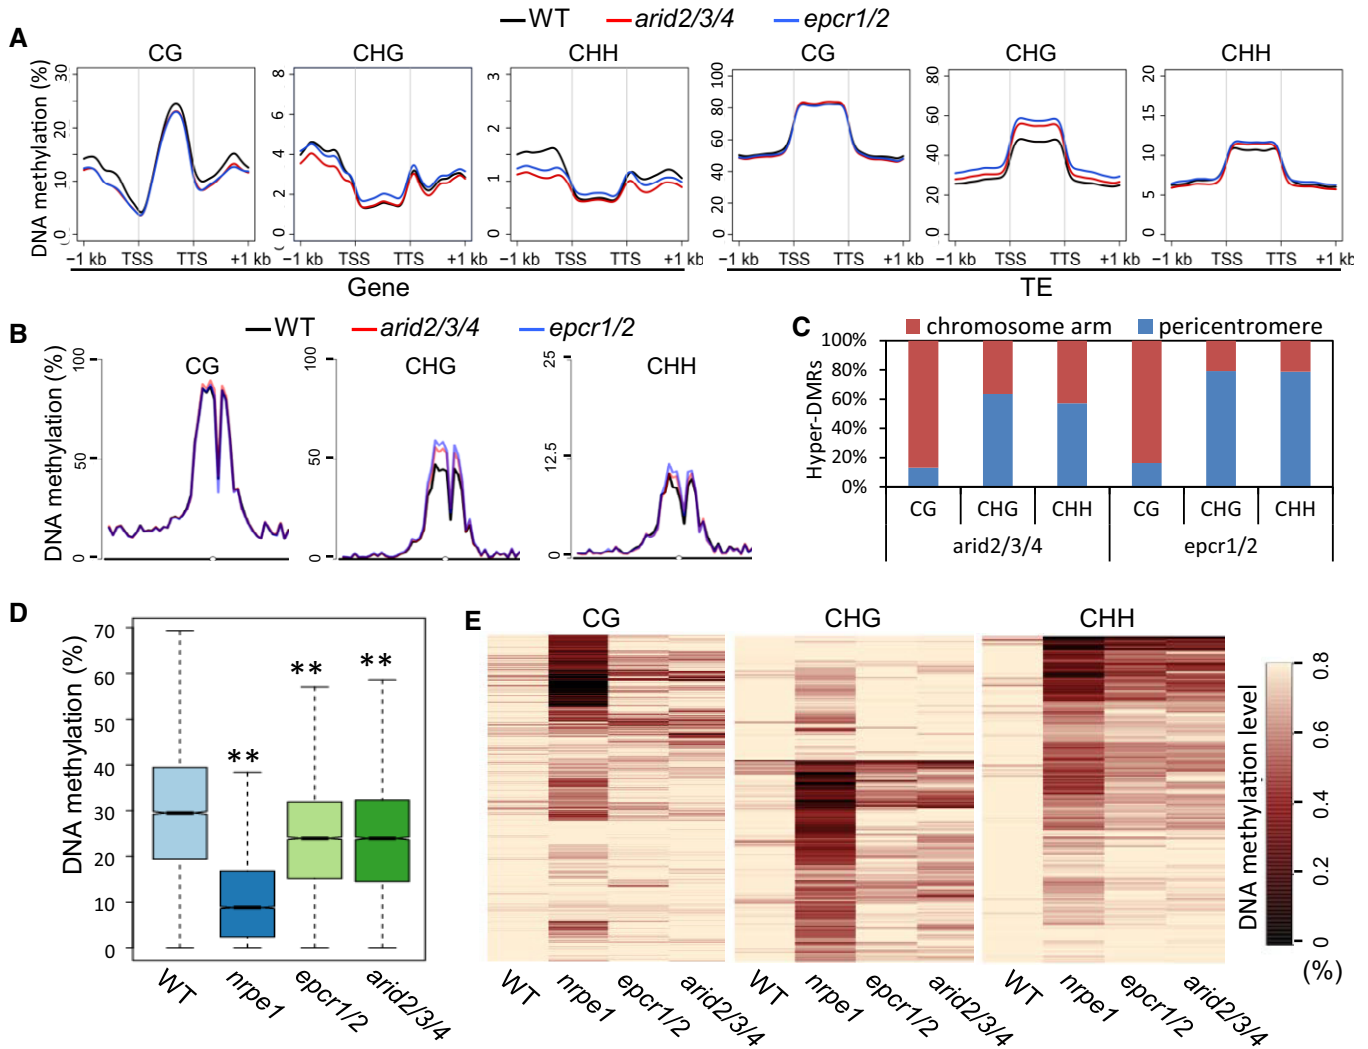 WT arid2/3/4 epcr1/2
A
CG CHG CHH CG CHG CHH
DNA methylation (%)
30 20 10 0
8 6 4 2 0
3 2 1 0
100 80 60 40 20 0
80 60 40 20 0
20 15 10 5 0
−1 kb TSS TTS +1 kb −1 kb TSS TTS +1 kb −1 kb TSS TTS +1 kb −1 kb TSS TTS +1 kb −1 kb TSS TTS +1 kb −1 kb TSS TTS +1 kb
Gene TE
B
WT arid2/3/4 epcr1/2
CG CHG CHH
DNA methylation (%)
100 50 0
100 50 0
25 12.5 0
C
chromosome arm pericentromere
Hyper-DMRs
100%
80%
60%
40%
20%
0%
CG CHG CHH CG CHG CHH
arid2/3/4 epcr1/2
D
DNA methylation (%)
70
60
50
40
30
20
10
0
** ** **
WT nrpe1 epcr1/2 arid2/3/4
E
CG CHG CHH
WT nrpe1 epcr1/2 arid2/3/4 WT nrpe1 epcr1/2 arid2/3/4 WT nrpe1 epcr1/2 arid2/3/4
DNA methylation level
0.8 0.6 0.4 0.2 0
(%)